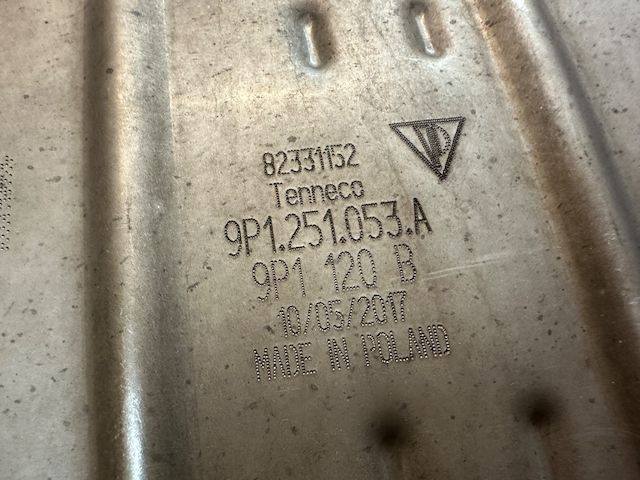 82331152
Tenneco
9P1.251.053.A
9P1 120 B
10/05/2017
MADE IN POLAND